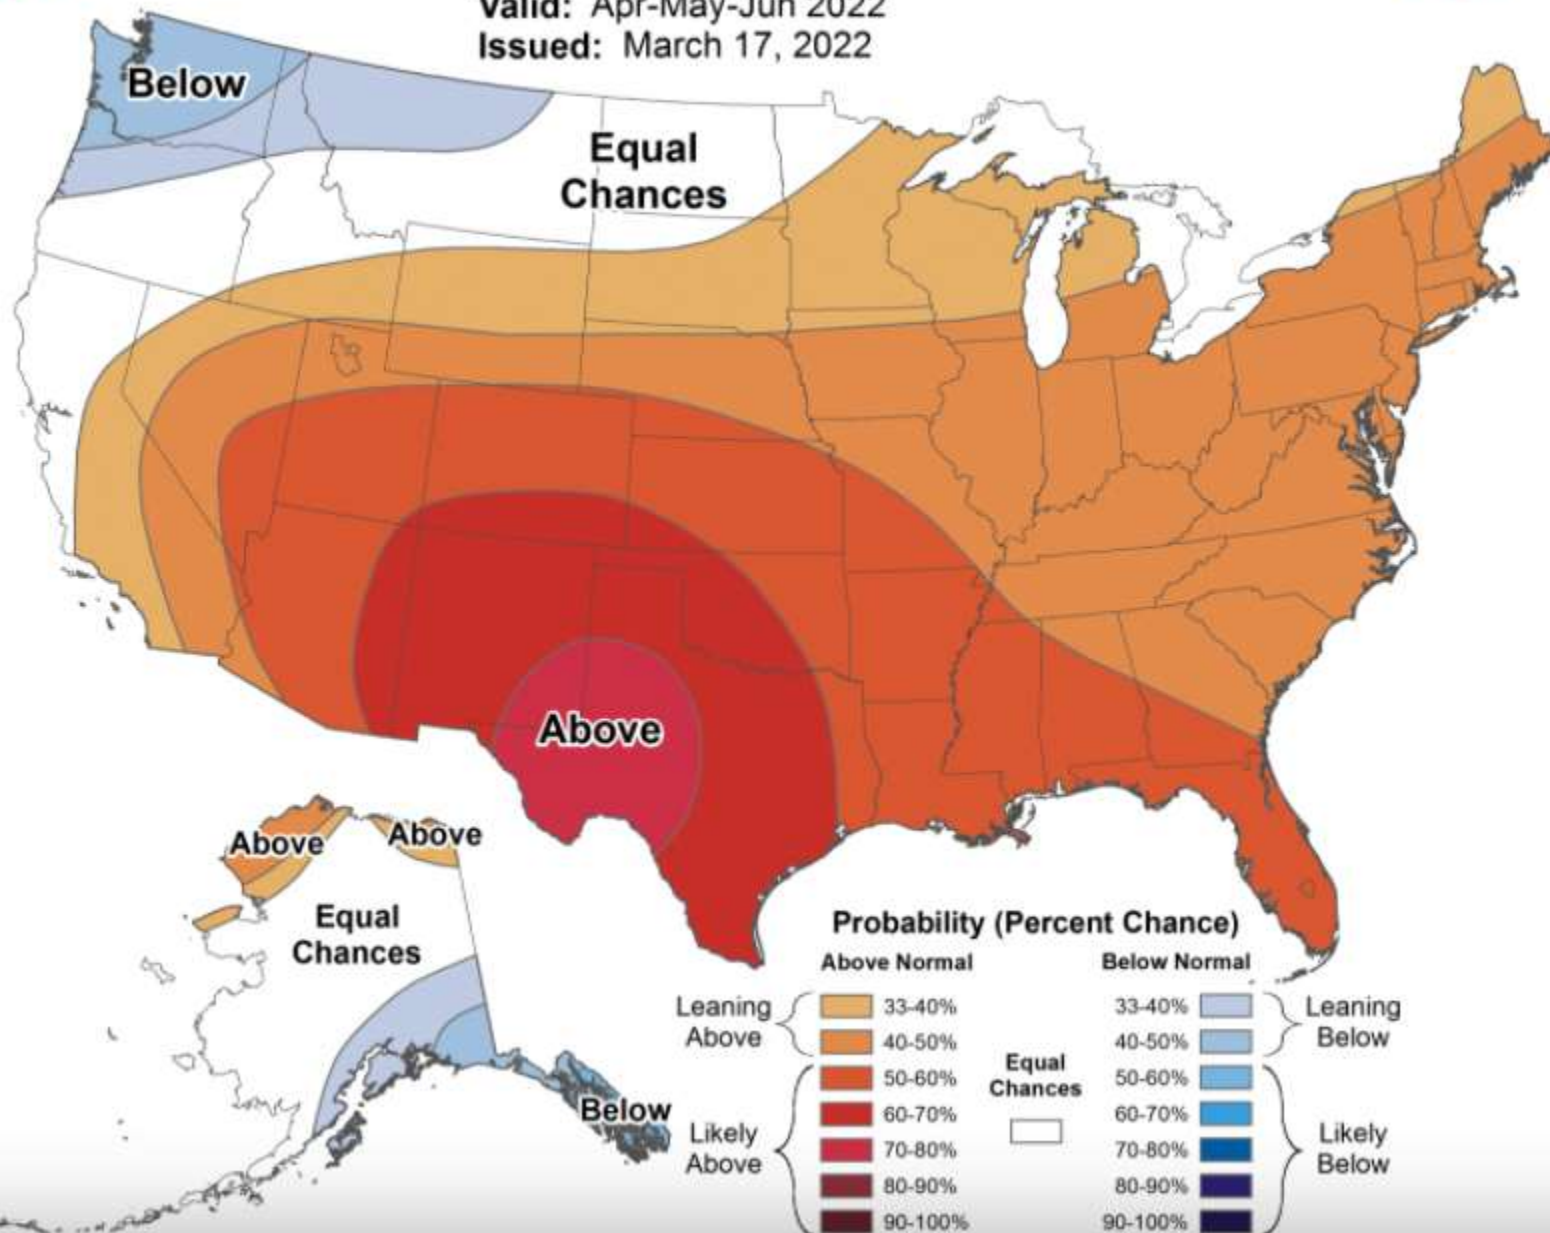 Valid: Apr-May-Jun 2022
Issued: March 17, 2022
Below
Equal
Chances
Above
Above
Above
Equal
Chances
Below
Probability (Percent Chance)
Above Normal
Below Normal
Leaning
Above
33-40%
40-50%
50-60%
60-70%
70-80%
80-90%
90-100%
Likely
Above
Equal
Chances
33-40%
40-50%
50-60%
60-70%
70-80%
80-90%
90-100%
Leaning
Below
Likely
Below